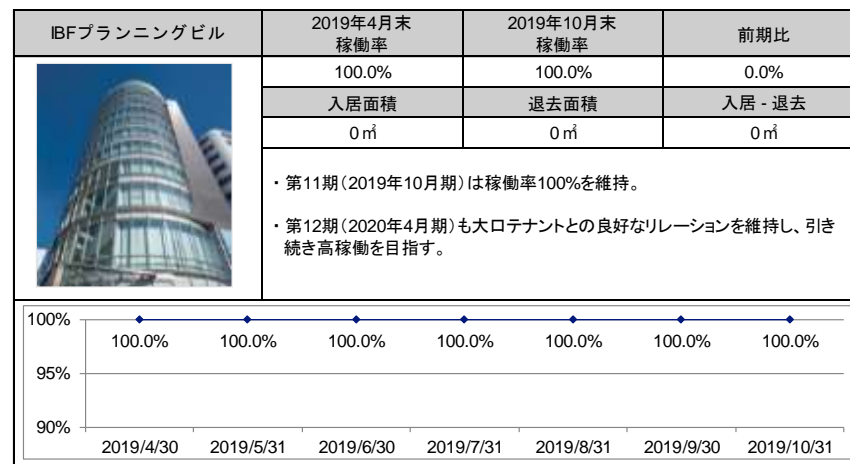 IBFプランニングビル
2019年4月末
稼働率
2019年10月末
稼働率
前期比
100.0%
100.0%
0.0%
入居面積
退去面積
入居 - 退去
0㎡
0㎡
0㎡
・ 第11期(2019年10月期)は稼働率100%を維持。
・ 第12期(2020年4月期)も大口テナントとの良好なリレーションを維持し、引き
続き高稼働を目指す。
100%
100.0% 100.0% 100.0% 100.0% 100.0% 100.0% 100.0%
95%
90%
2019/4/30 2019/5/31 2019/6/30 2019/7/31 2019/8/31 2019/9/30 2019/10/31